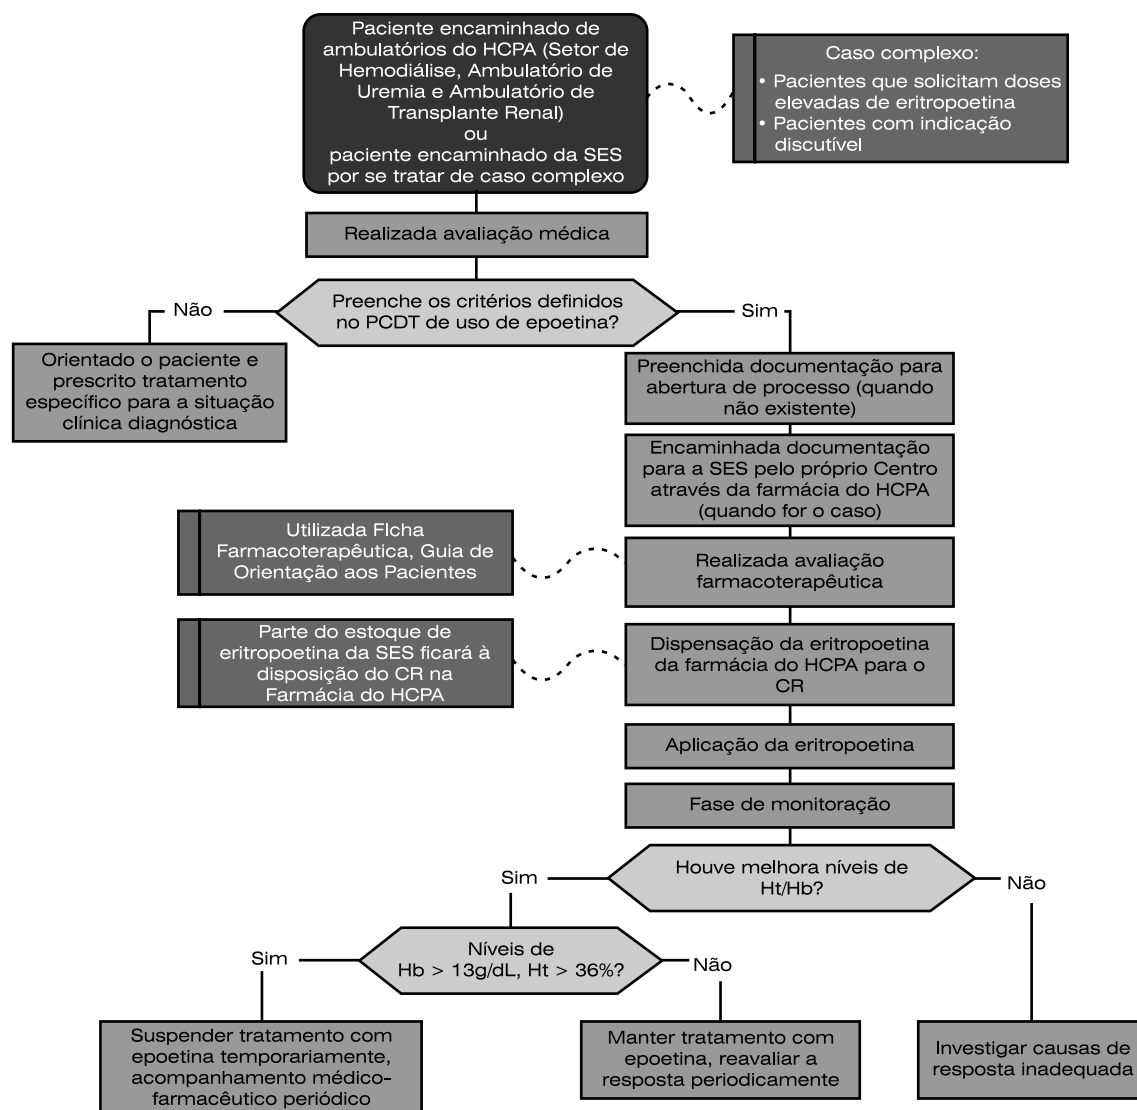 Paciente encaminhado de
ambulatórios do HCPA (Setor de
Hemodiálise, Ambulatório de
Uremia e Ambulatório de
Transplante Renal)
ou
paciente encaminhado da SES
por se tratar de caso complexo
Caso complexo:
• Pacientes que solicitam doses
elevadas de eritropoetina
• Pacientes com indicação
discutível
Realizada avaliação médica
Preenche os critérios definidos
no PCDT de uso de epoetina?
Não
Sim
Orientado o paciente e
prescrito tratamento
específico para a situação
clínica diagnóstica
Preenchida documentação para
abertura de processo (quando
não existente)
Encaminhada documentação
para a SES pelo próprio Centro
através da farmácia do HCPA
(quando for o caso)
Utilizada FIcha
Farmacoterapêutica, Guia de
Orientação aos Pacientes
Realizada avaliação
farmacoterapêutica
Parte do estoque de
eritropoetina da SES ficará à
disposição do CR na
Farmácia do HCPA
Dispensação da eritropoetina
da farmácia do HCPA para o
CR
Aplicação da eritropoetina
Fase de monitoração
Houve melhora níveis de
Ht/Hb?
Sim
Não
Níveis de
Hb > 13g/dL, Ht > 36%?
Sim
Não
Suspender tratamento com
epoetina temporariamente,
acompanhamento médico-
farmacêutico periódico
Manter tratamento com
epoetina, reavaliar a
resposta periodicamente
Investigar causas de
resposta inadequada